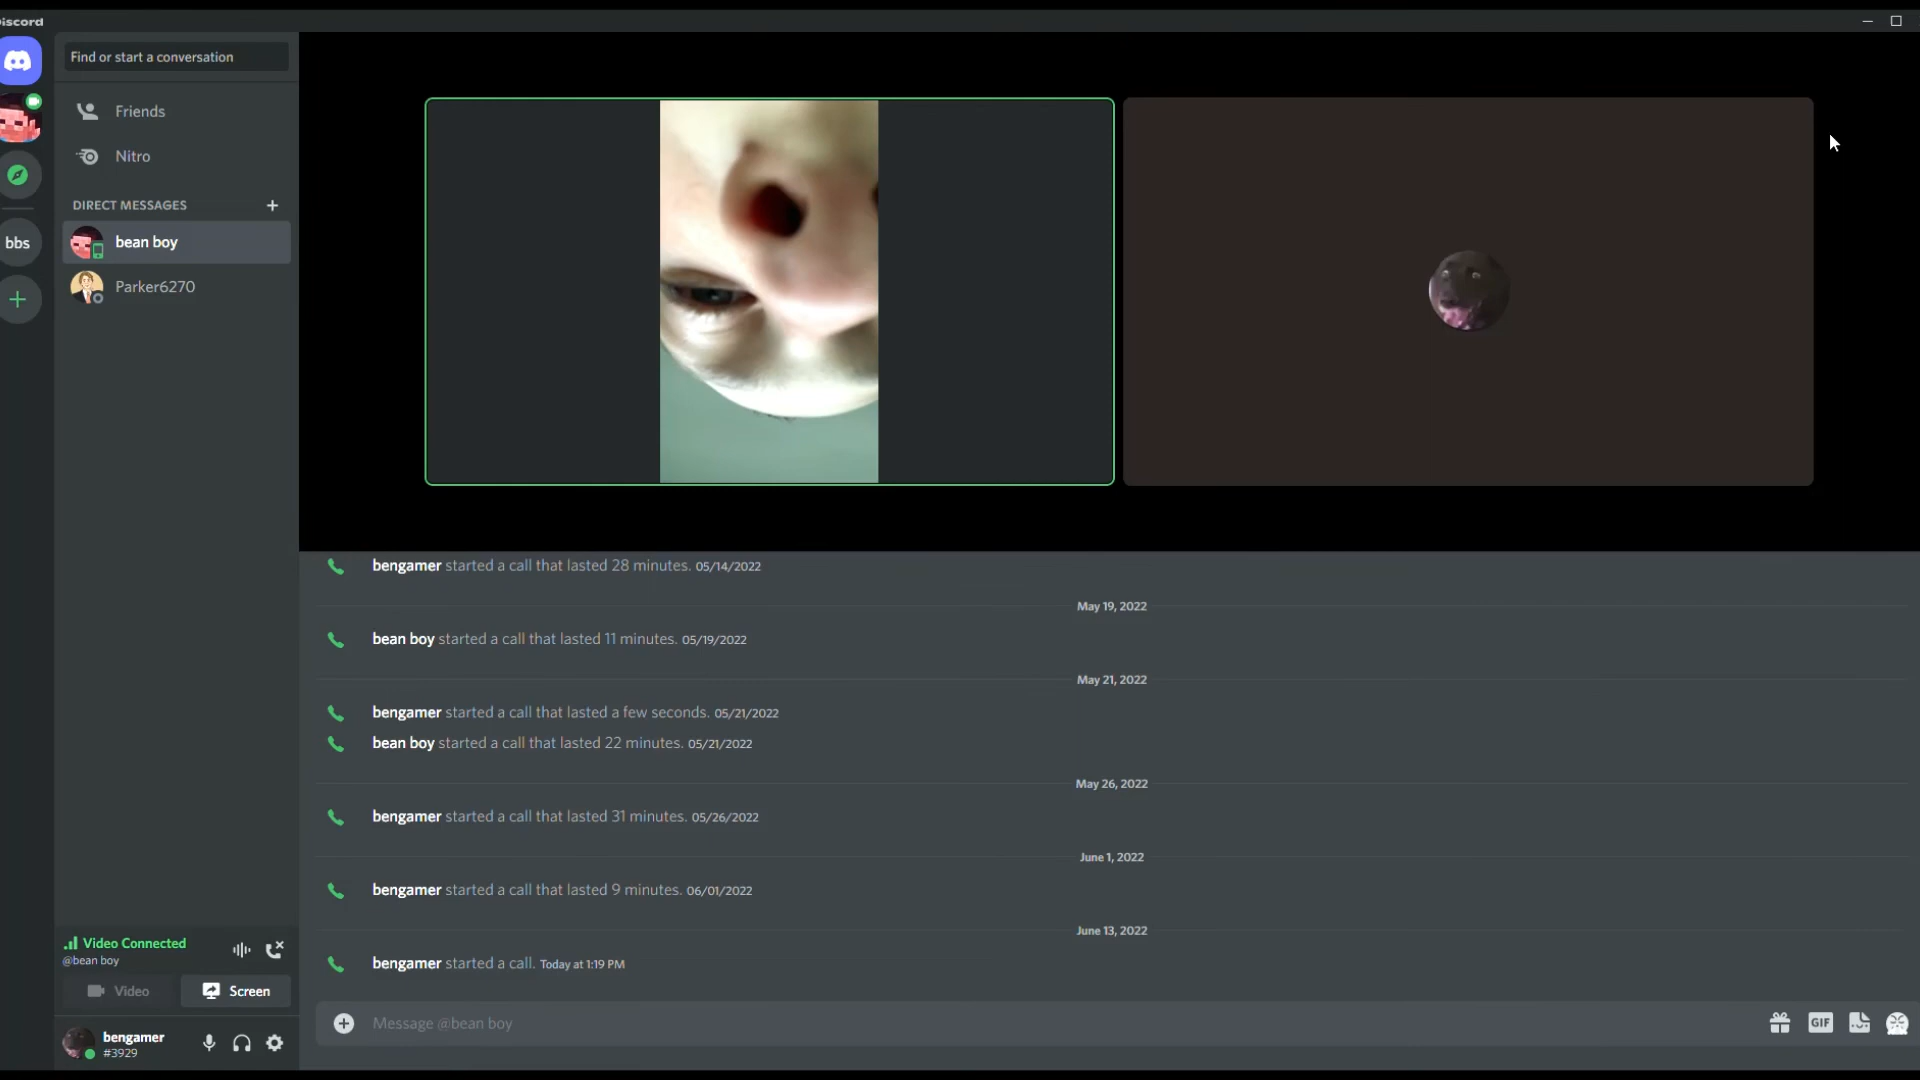 Discord
Find or start a conversation
Friends
Nitro
DIRECT MESSAGES
bbs
bean boy
Parker6270
bengamer started a call that lasted 28 minutes. 05/14/2022
May 19, 2022
bean boy started a call that lasted 11 minutes. 05/19/2022
May 21, 2022
bengamer started a call that lasted a few seconds. 05/21/2022
bean boy started a call that lasted 22 minutes. 05/21/2022
May 26, 2022
bengamer started a call that lasted 31 minutes. 05/26/2022
June 1, 2022
bengamer started a call that lasted 9 minutes. 06/01/2022
June 13, 2022
bengamer started a call. Today at 1:19 PM
Video Connected
@bean boy
Video
Screen
bengamer
#3929
Message @bean boy
GIF